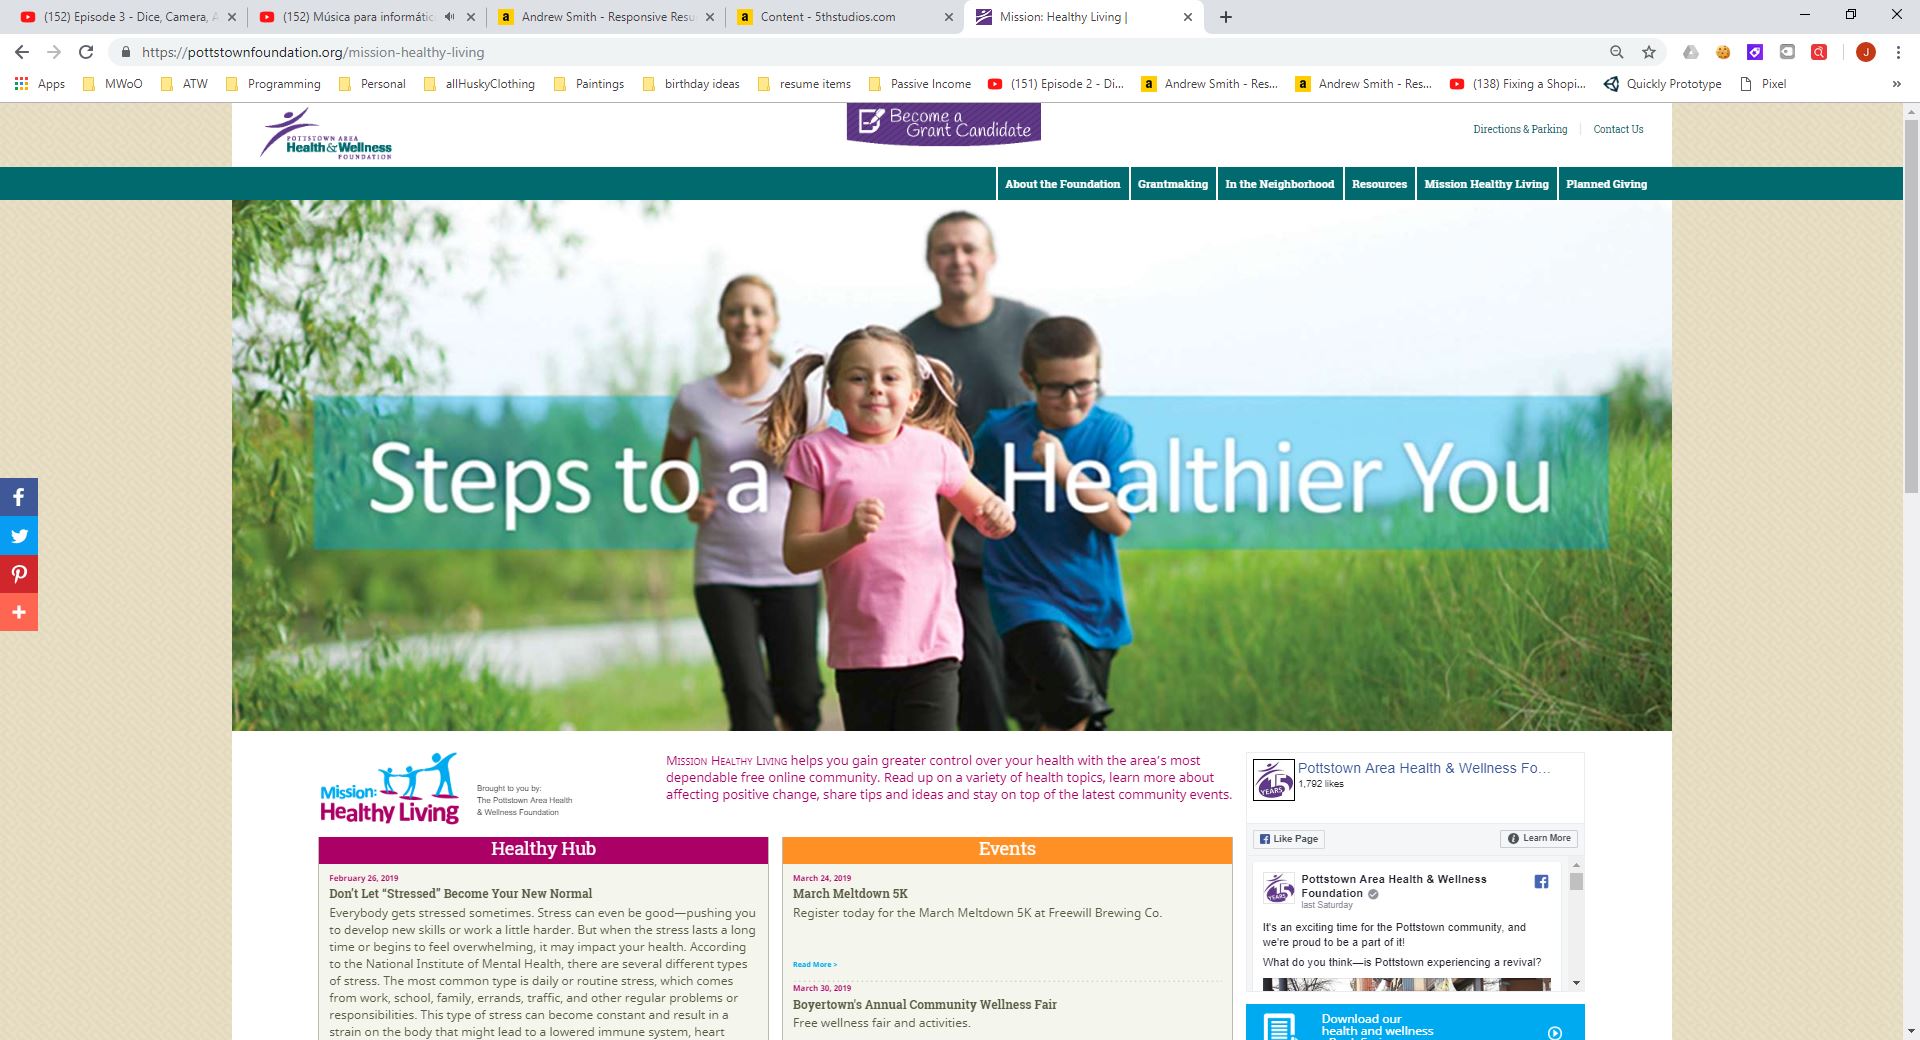 (152) Episode 3 - Dice, Camera, A
(152) Música para informátic
Andrew Smith - Responsive Resu
Content - 5thstudios.com
Mission: Healthy Living |
https://pottstownfoundation.org/mission-healthy-living
J
Apps
MWoO
ATW
Programming
Personal
allHuskyClothing
Paintings
birthday ideas
resume items
Passive Income
(151) Episode 2 - Di...
Andrew Smith - Res...
Andrew Smith - Res...
(138) Fixing a Shopi...
Quickly Prototype
Pixel
»
POTTSTOWN AREA
Health&Wellness
FOUNDATION
Become a
Grant Candidate
Directions & Parking
Contact Us
About the Foundation
Grantmaking
In the Neighborhood
Resources
Mission Healthy Living
Planned Giving
Steps to a Healthier You
Mission:
Healthy Living
Brought to you by:
The Pottstown Area Health
& Wellness Foundation
Mission Healthy Living helps you gain greater control over your health with the area's most
dependable free online community. Read up on a variety of health topics, learn more about
affecting positive change, share tips and ideas and stay on top of the latest community events.
Healthy Hub
February 26, 2019
Don't Let “Stressed” Become Your New Normal
Everybody gets stressed sometimes. Stress can even be good—pushing you
to develop new skills or work a little harder. But when the stress lasts a long
time or begins to feel overwhelming, it may impact your health. According
to the National Institute of Mental Health, there are several different types
of stress. The most common type is daily or routine stress, which comes
from work, school, family, errands, traffic, and other regular problems or
responsibilities. This type of stress can become constant and result in a
strain on the body that might lead to a lowered immune system, heart
Events
March 24, 2019
March Meltdown 5K
Register today for the March Meltdown 5K at Freewill Brewing Co.
Read More >
March 30, 2019
Boyertown's Annual Community Wellness Fair
Free wellness fair and activities.
15
YEARS
Pottstown Area Health & Wellness Fo...
1,792 likes
Like Page
Learn More
15
YEARS
Pottstown Area Health & Wellness
Foundation
last Saturday
It's an exciting time for the Pottstown community, and
we're proud to be a part of it!
What do you think—is Pottstown experiencing a revival?
Download our
health and wellness